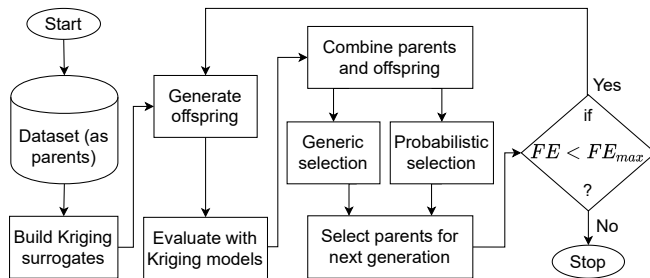 Start
Dataset (as
parents)
Build Kriging
surrogates
Generate
offspring
Evaluate with
Kriging models
Combine parents
and offspring
Generic
selection
Probabilistic
selection
Select parents for
next generation
Yes
if
FE < FE_max
?
No
Stop